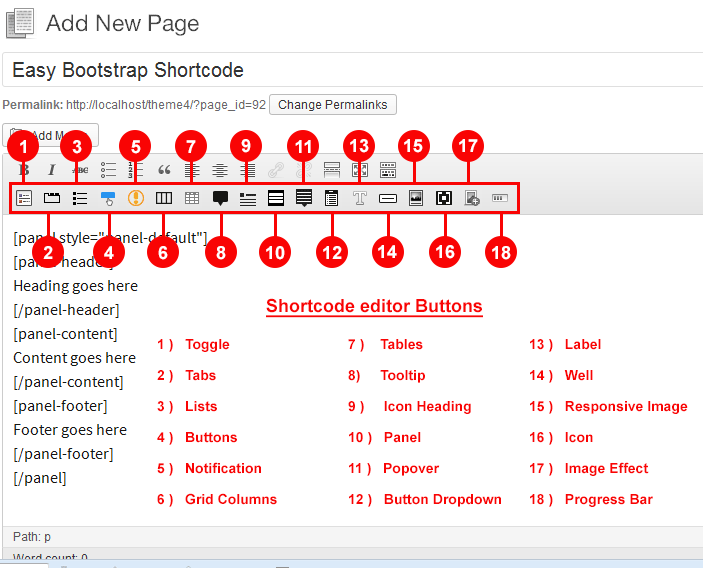 Add New Page
Easy Bootstrap Shortcode
Permalink: http://localhost/theme4/?page_id=92 Change Permalinks
Add
1 3 5 7 9 11 13 15 17
B I ABC
2 4 6 8 10 12 14 16 18
[panel style="panel-default"]
[panel-header]
Heading goes here
[/panel-header]
[panel-content]
Content goes here
[/panel-content]
[panel-footer]
Footer goes here
[/panel-footer]
[/panel]
Shortcode editor Buttons
1 ) Toggle
2 ) Tabs
3 ) Lists
4 ) Buttons
5 ) Notification
6 ) Grid Columns
7 ) Tables
8) Tooltip
9 ) Icon Heading
10 ) Panel
11 ) Popover
12 ) Button Dropdown
13 ) Label
14 ) Well
15 ) Responsive Image
16 ) Icon
17 ) Image Effect
18 ) Progress Bar
Path: p
Word count: 0